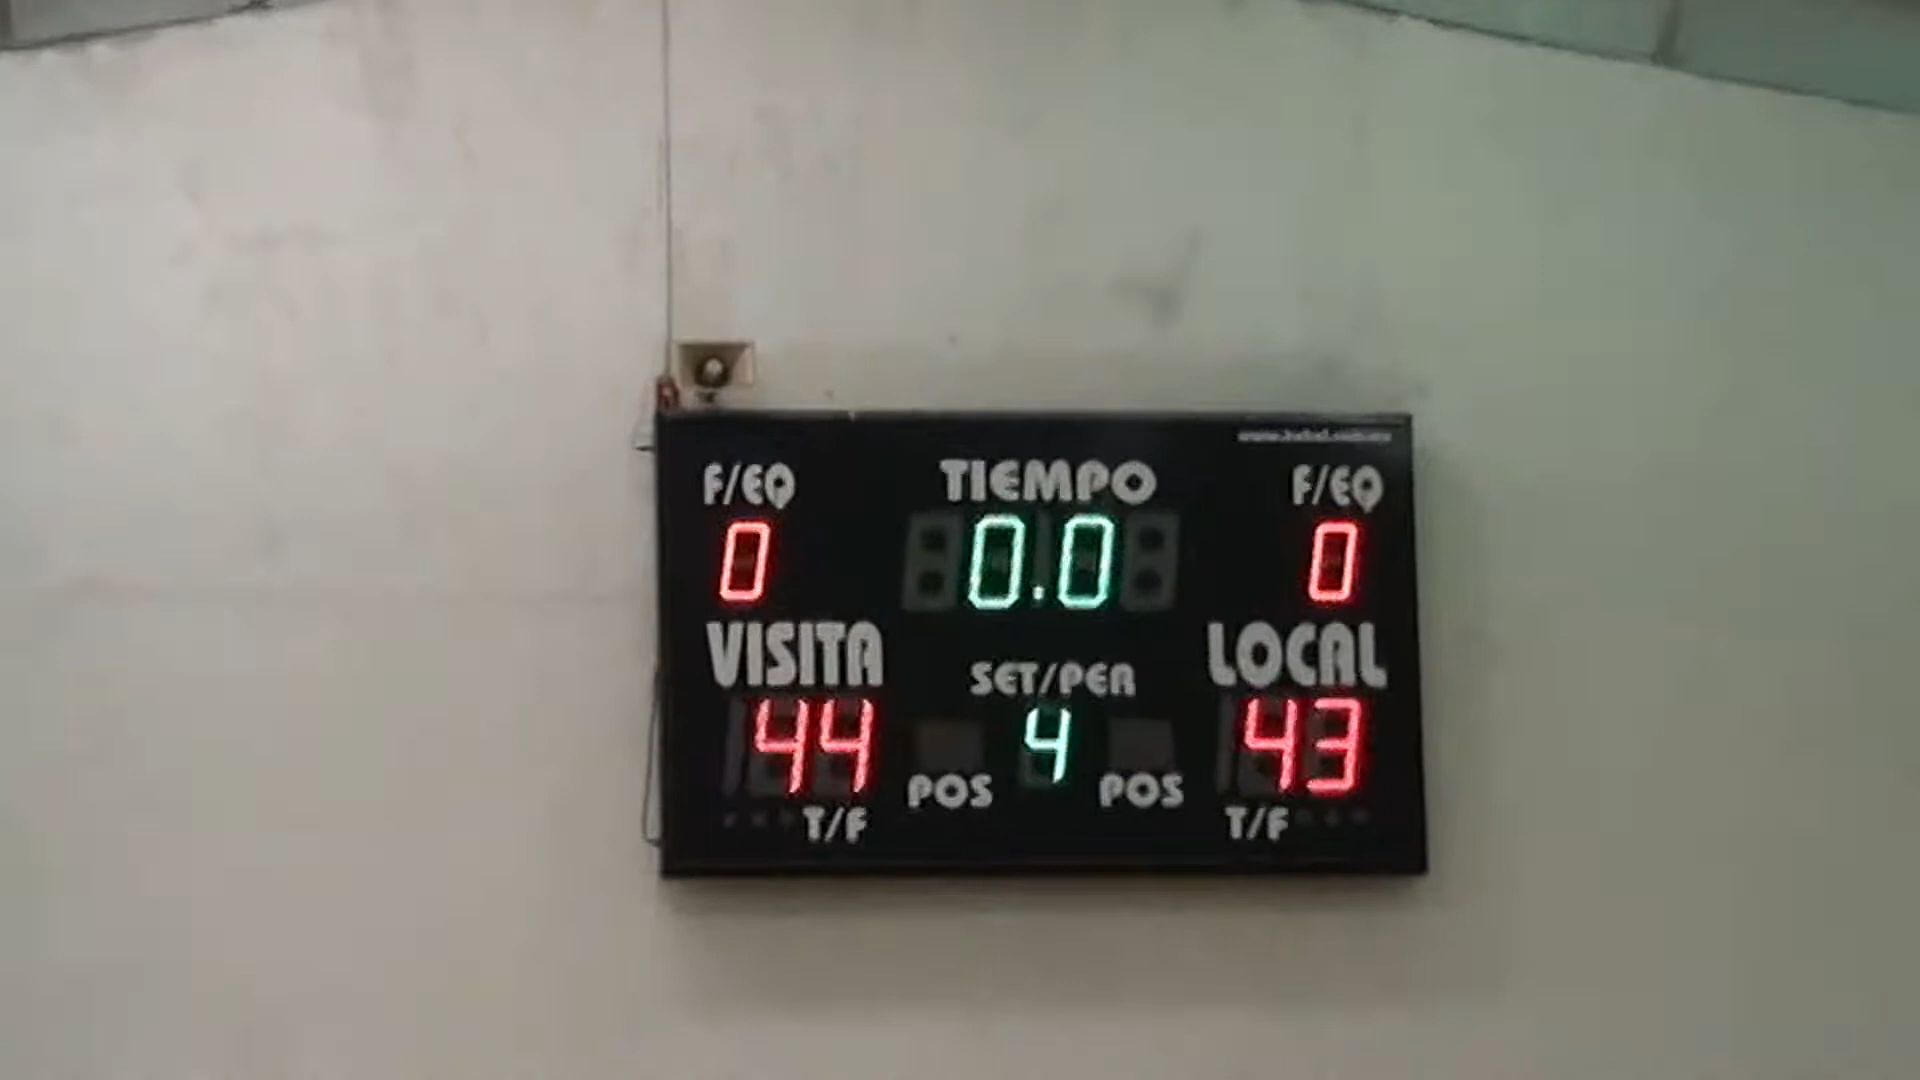 F/EQ TIEMPO F/EQ
0 0.0 0
VISITA LOCAL
SET/PER
44 4 43
POS POS
T/F T/F